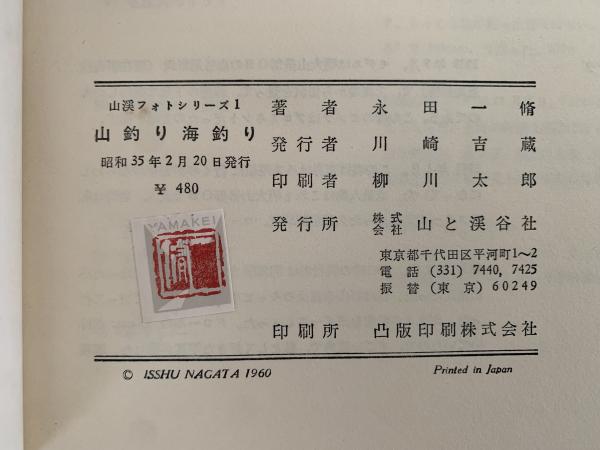 山渓フォトシリーズ1
山釣り海釣り
昭和35年2月20日発行
¥ 480
YAMAKEI
著者 永田一脩
発行者 川崎吉蔵
印刷者 柳川太郎
発行所 株式会社 山と渓谷社
東京都千代田区平河町1〜2
電話 (331) 7440, 7425
振替 (東京) 60249
印刷所 凸版印刷株式会社
© ISSHU NAGATA 1960
Printed in Japan